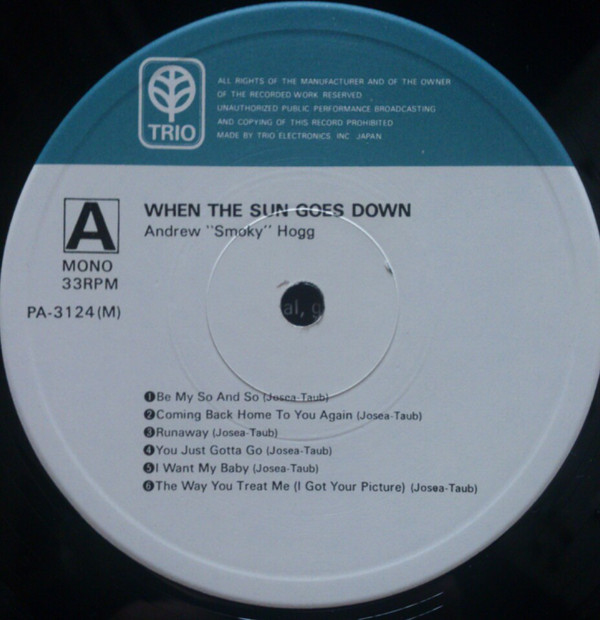 TRIO
ALL RIGHTS OF THE MANUFACTURER AND OF THE OWNER
OF THE RECORDED WORK RESERVED
UNAUTHORIZED PUBLIC PERFORMANCE BROADCASTING
AND COPYING OF THIS RECORD PROHIBITED
MADE BY TRIO ELECTRONICS. INC. JAPAN
A
MONO
33RPM
PA-3124(M)
WHEN THE SUN GOES DOWN
Andrew "Smoky" Hogg
al, g
❶Be My So And So (Josea-Taub)
❷Coming Back Home To You Again (Josea-Taub)
❸Runaway (Josea-Taub)
❹You Just Gotta Go (Josea-Taub)
❺I Want My Baby (Josea-Taub)
❻The Way You Treat Me (I Got Your Picture) (Josea-Taub)